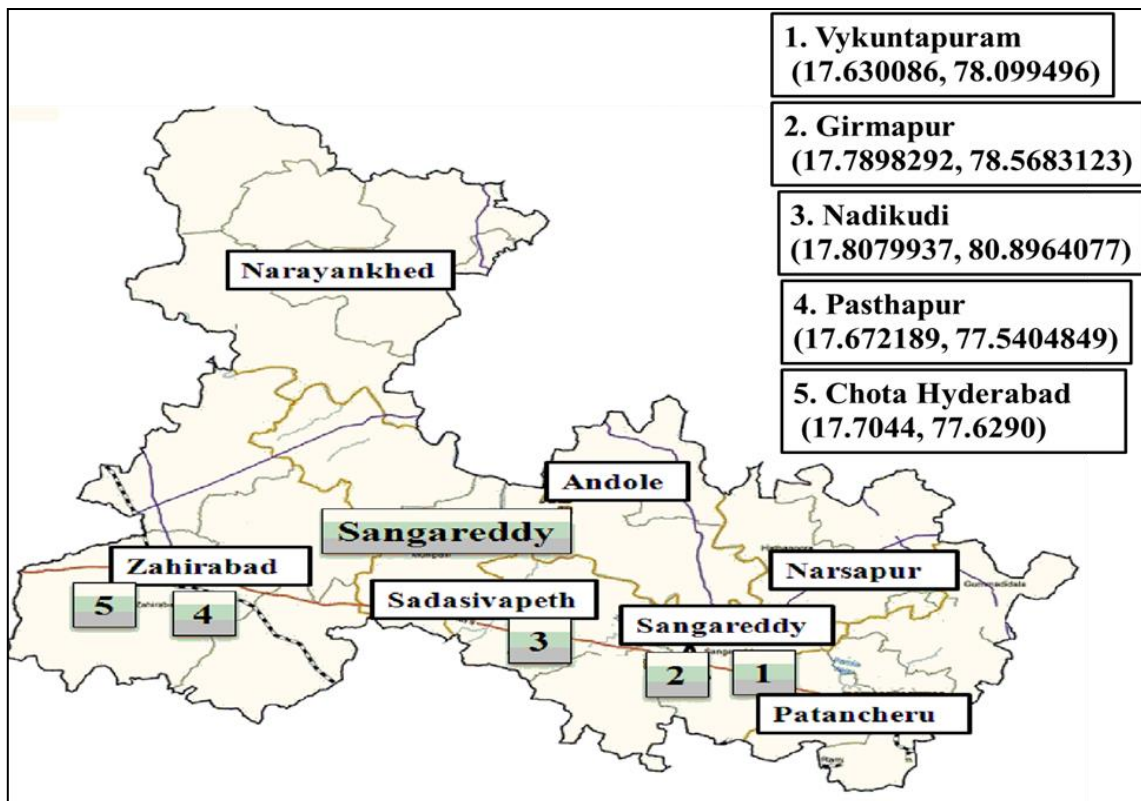 1. Vykuntapuram
(17.630086, 78.099496)
2. Girmapur
(17.7898292, 78.5683123)
3. Nadikudi
(17.8079937, 80.8964077)
4. Pasthapur
(17.672189, 77.5404849)
5. Chota Hyderabad
(17.7044, 77.6290)
Narayankhed
Andole
Sangareddy
Zahirabad
Narsapur
Gummadidala
Sadasivapeth
5
4
3
Sangareddy
2
1
Patancheru